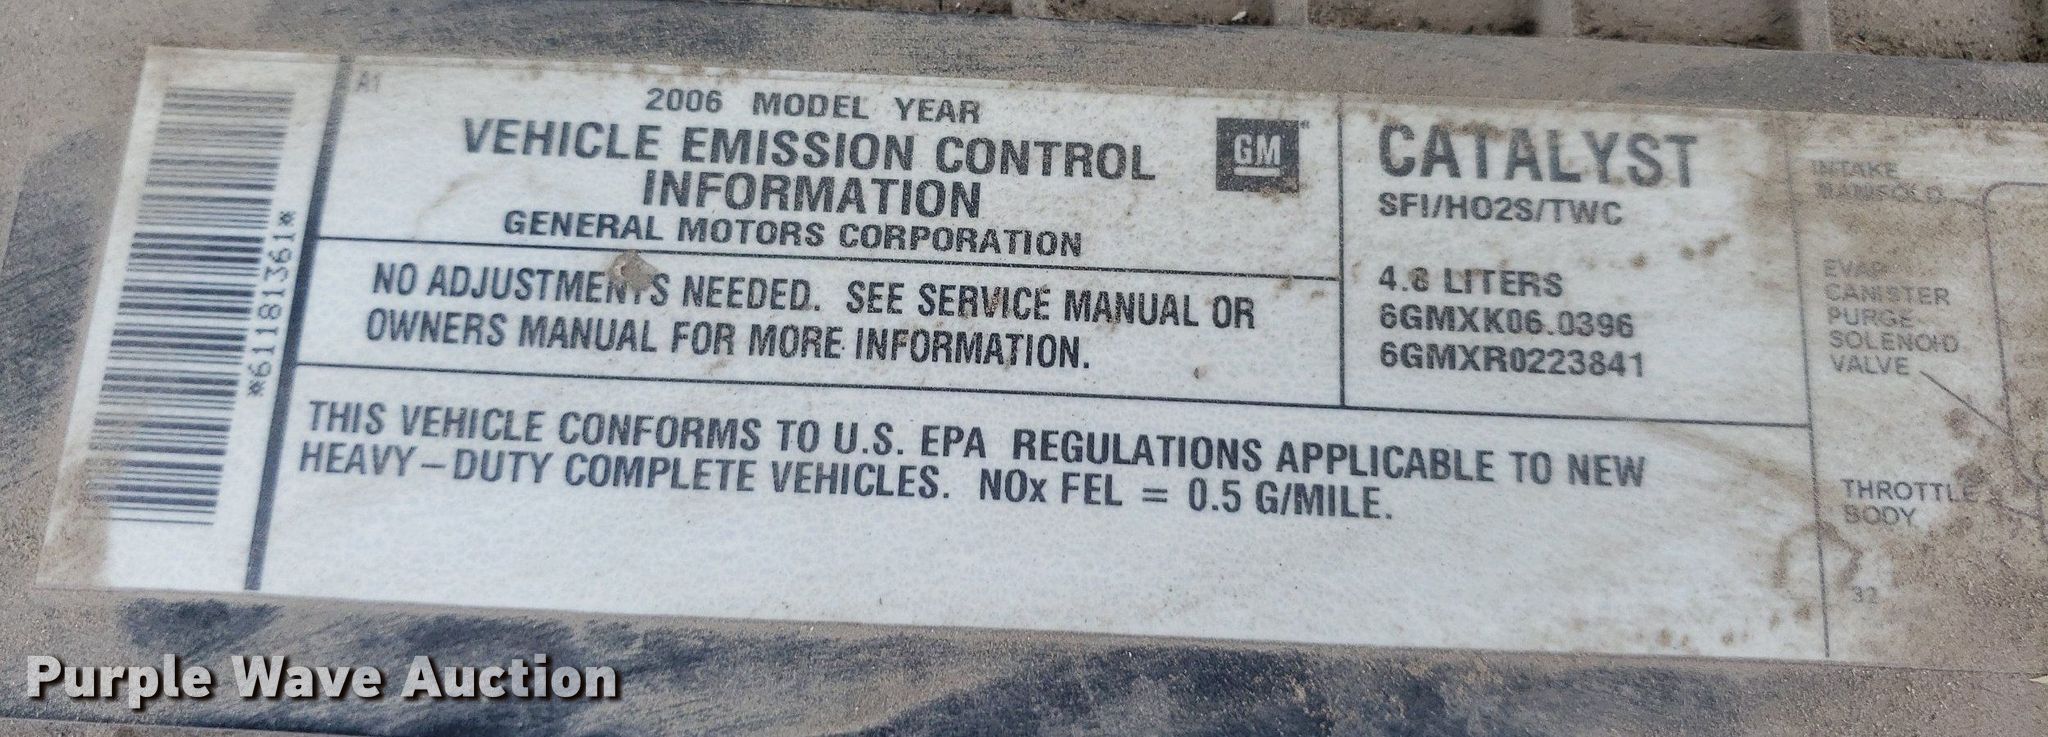 *611813361*
A1
2006 MODEL YEAR
VEHICLE EMISSION CONTROL
INFORMATION
GENERAL MOTORS CORPORATION
GM
NO ADJUSTMENTS NEEDED. SEE SERVICE MANUAL OR
OWNERS MANUAL FOR MORE INFORMATION.
CATALYST
SFI/HO2S/TWC
4.8 LITERS
6GMXK06.0396
6GMXR0223841
THIS VEHICLE CONFORMS TO U.S. EPA REGULATIONS APPLICABLE TO NEW
HEAVY-DUTY COMPLETE VEHICLES. NOx FEL = 0.5 G/MILE.
INTAKE
MANIFOLD
EVAP
CANISTER
PURGE
SOLENOID
VALVE
THROTTLE
BODY
32
Purple Wave Auction